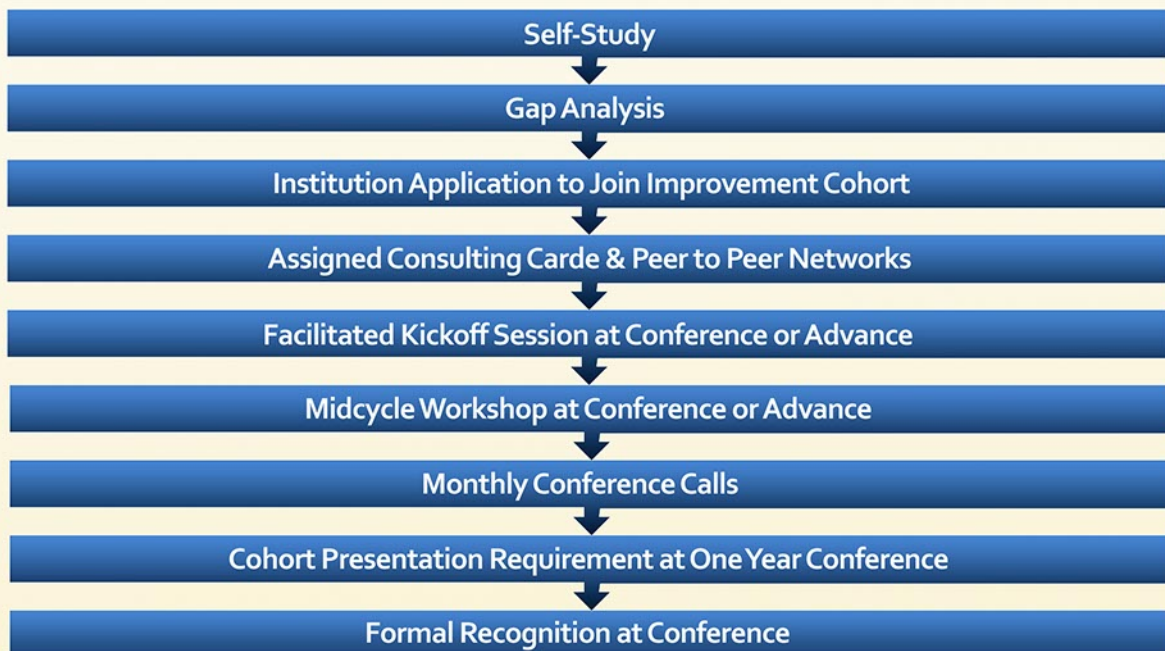 Self-Study
Gap Analysis
Institution Application to Join Improvement Cohort
Assigned Consulting Carde & Peer to Peer Networks
Facilitated Kickoff Session at Conference or Advance
Midcycle Workshop at Conference or Advance
Monthly Conference Calls
Cohort Presentation Requirement at One Year Conference
Formal Recognition at Conference